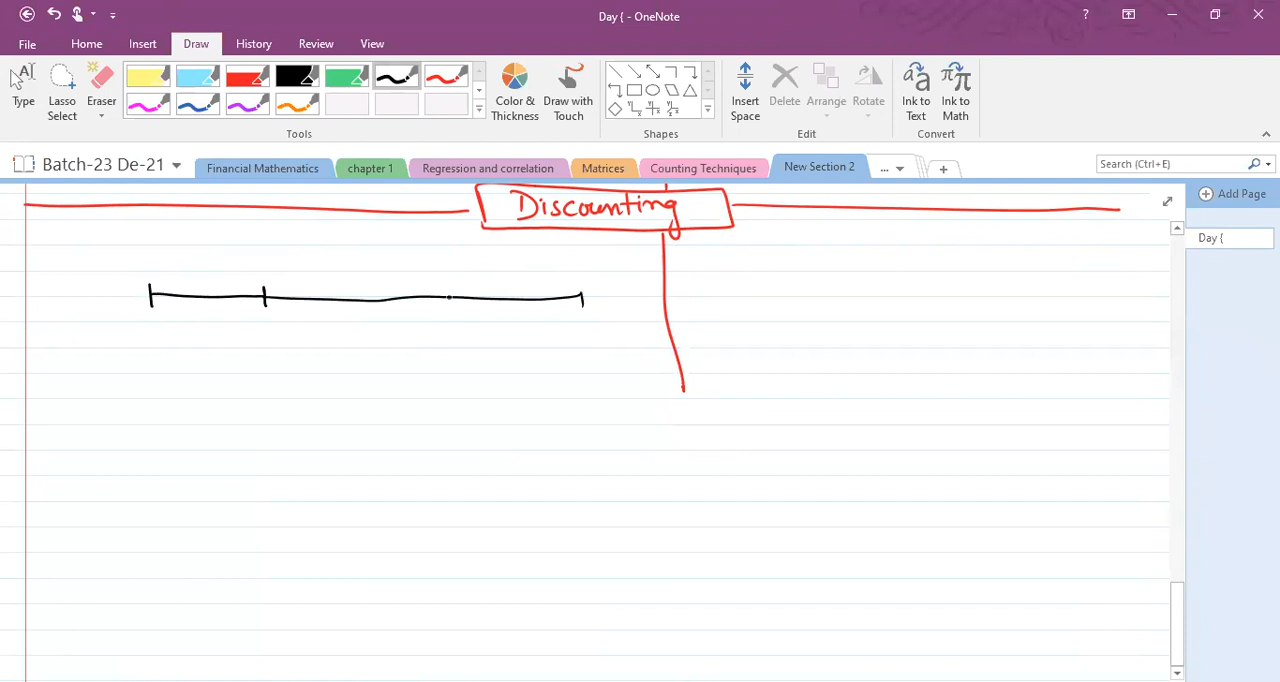 Day { - OneNote
?
File Home Insert Draw History Review View
Type
Lasso Select
Eraser
Color & Thickness
Draw with Touch
Insert Space
Delete
Arrange
Rotate
Ink to Text
Ink to Math
Tools
Shapes
Edit
Convert
Batch-23 De-21
Financial Mathematics
chapter 1
Regression and correlation
Matrices
Counting Techniques
New Section 2
...
Search (Ctrl+E)
Add Page
Day {
Discounting